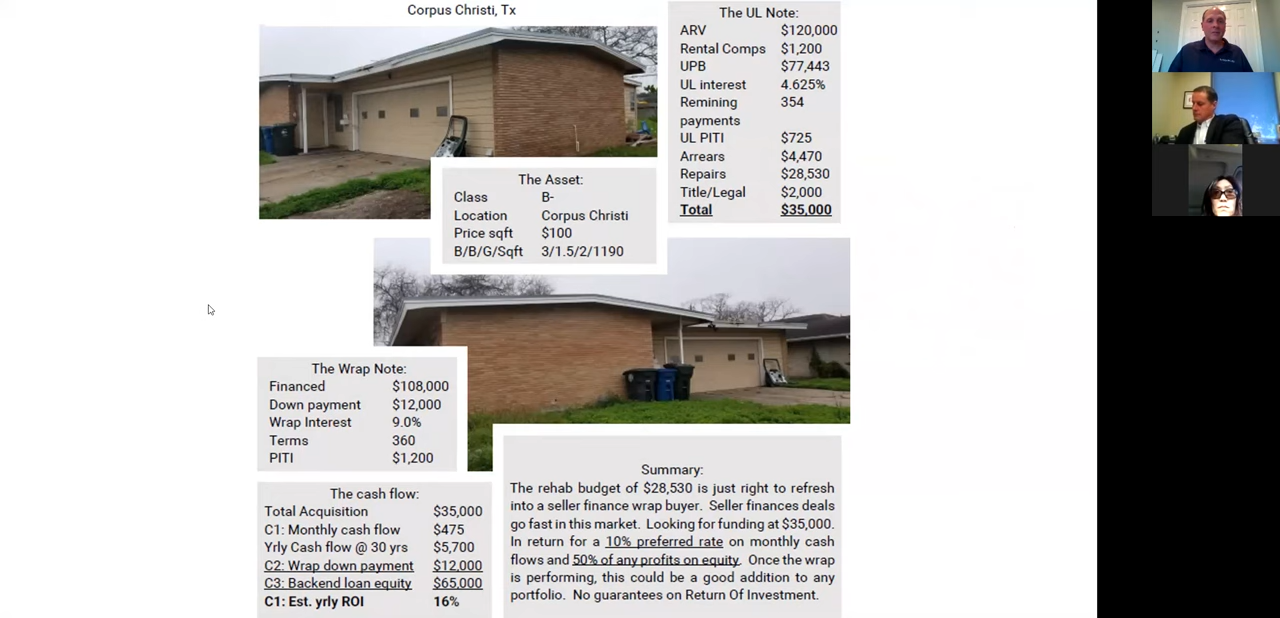 Corpus Christi, Tx
The UL Note:
ARV $120,000
Rental Comps $1,200
UPB $77,443
UL interest 4.625%
Remining 354
payments
UL PITI $725
Arrears $4,470
Repairs $28,530
Title/Legal $2,000
Total $35,000
The Asset:
Class B-
Location Corpus Christi
Price sqft $100
B/B/G/Sqft 3/1.5/2/1190
The Wrap Note:
Financed $108,000
Down payment $12,000
Wrap Interest 9.0%
Terms 360
PITI $1,200
The cash flow:
Total Acquisition $35,000
C1: Monthly cash flow $475
Yrly Cash flow @ 30 yrs $5,700
C2: Wrap down payment $12,000
C3: Backend loan equity $65,000
C1: Est. yrly ROI 16%
Summary:
The rehab budget of $28,530 is just right to refresh
into a seller finance wrap buyer. Seller finances deals
go fast in this market. Looking for funding at $35,000.
In return for a 10% preferred rate on monthly cash
flows and 50% of any profits on equity. Once the wrap
is performing, this could be a good addition to any
portfolio. No guarantees on Return Of Investment.